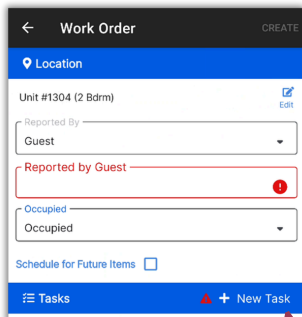 Work Order
CREATE
Location
Unit #1304 (2 Bdrm)
Edit
Reported By
Guest
Reported by Guest
Occupied
Occupied
Schedule for Future Items
Tasks
+ New Task